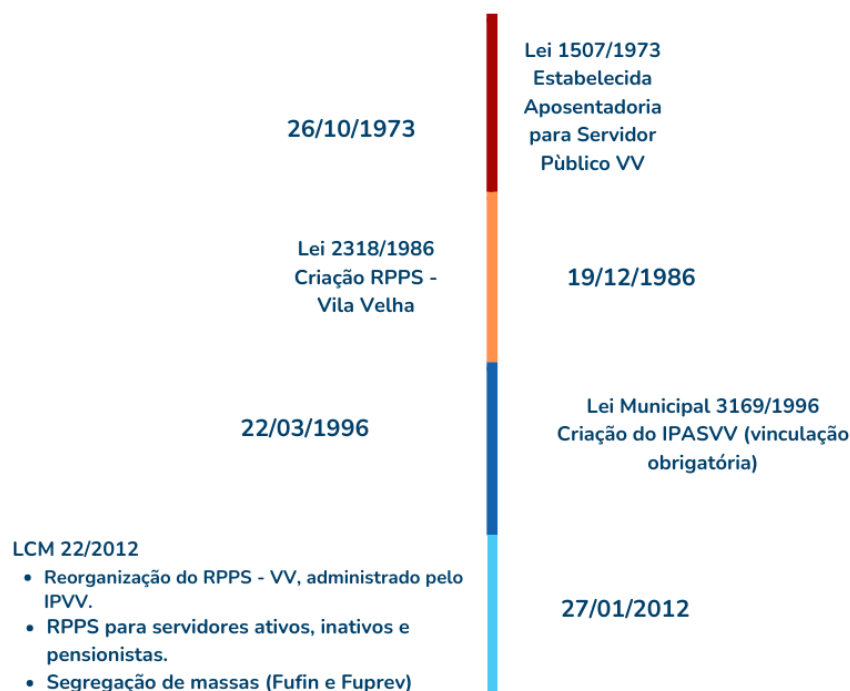 26/10/1973
Lei 1507/1973
Estabelecida
Aposentadoria
para Servidor
Pùblico VV
Lei 2318/1986
Criação RPPS -
Vila Velha
19/12/1986
22/03/1996
Lei Municipal 3169/1996
Criação do IPASVV (vinculação
obrigatória)
LCM 22/2012
• Reorganização do RPPS - VV, administrado pelo
IPVV.
• RPPS para servidores ativos, inativos e
pensionistas.
• Segregação de massas (Fufin e Fuprev)
27/01/2012